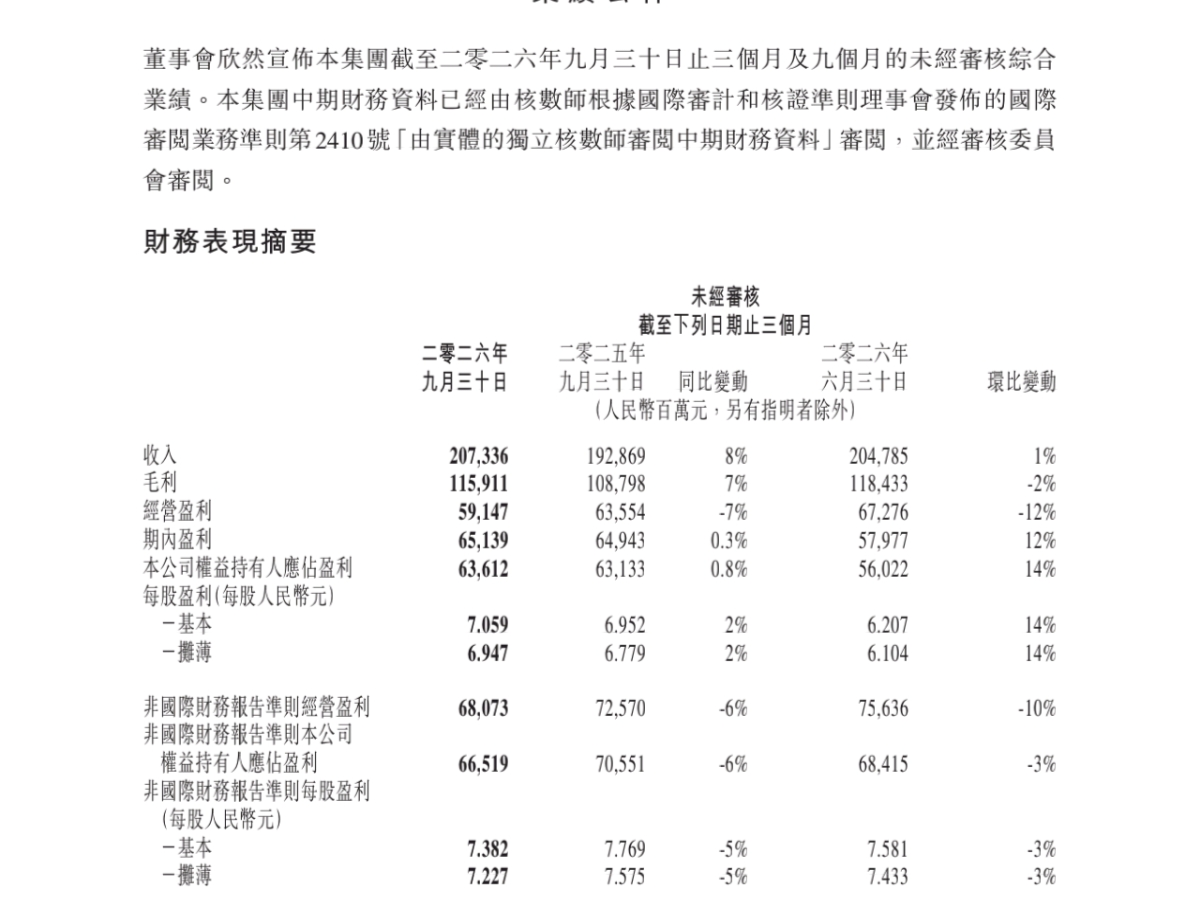 董事會欣然宣佈本集團截至二零二六年九月三十日止三個月及九個月的未經審核綜合
業績。本集團中期財務資料已經由核數師根據國際審計和核證準則理事會發佈的國際
審閱業務準則第2410號「由實體的獨立核數師審閱中期財務資料」審閱，並經審核委員
會審閱。
財務表現摘要
未經審核
截至下列日期止三個月
二零二六年 二零二五年 二零二六年
九月三十日 九月三十日 同比變動 六月三十日 環比變動
（人民幣百萬元，另有指明者除外）
收入 207,336 192,869 8% 204,785 1%
毛利 115,911 108,798 7% 118,433 -2%
經營盈利 59,147 63,554 -7% 67,276 -12%
期內盈利 65,139 64,943 0.3% 57,977 12%
本公司權益持有人應佔盈利 63,612 63,133 0.8% 56,022 14%
每股盈利（每股人民幣元）
－基本 7.059 6.952 2% 6.207 14%
－攤薄 6.947 6.779 2% 6.104 14%
非國際財務報告準則經營盈利 68,073 72,570 -6% 75,636 -10%
非國際財務報告準則本公司
權益持有人應佔盈利 66,519 70,551 -6% 68,415 -3%
非國際財務報告準則每股盈利
（每股人民幣元）
－基本 7.382 7.769 -5% 7.581 -3%
－攤薄 7.227 7.575 -5% 7.433 -3%